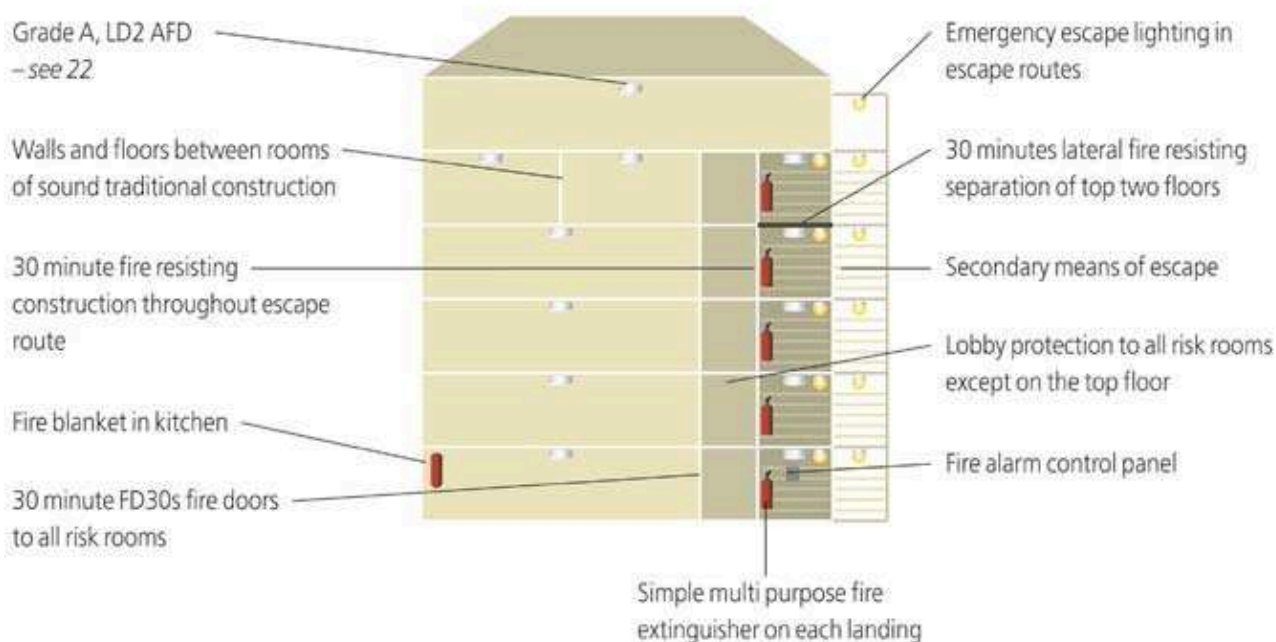 Grade A, LD2 AFD
– see 22
Walls and floors between rooms
of sound traditional construction
30 minute fire resisting
construction throughout escape
route
Fire blanket in kitchen
30 minute FD30s fire doors
to all risk rooms
Emergency escape lighting in
escape routes
30 minutes lateral fire resisting
separation of top two floors
Secondary means of escape
Lobby protection to all risk rooms
except on the top floor
Fire alarm control panel
Simple multi purpose fire
extinguisher on each landing